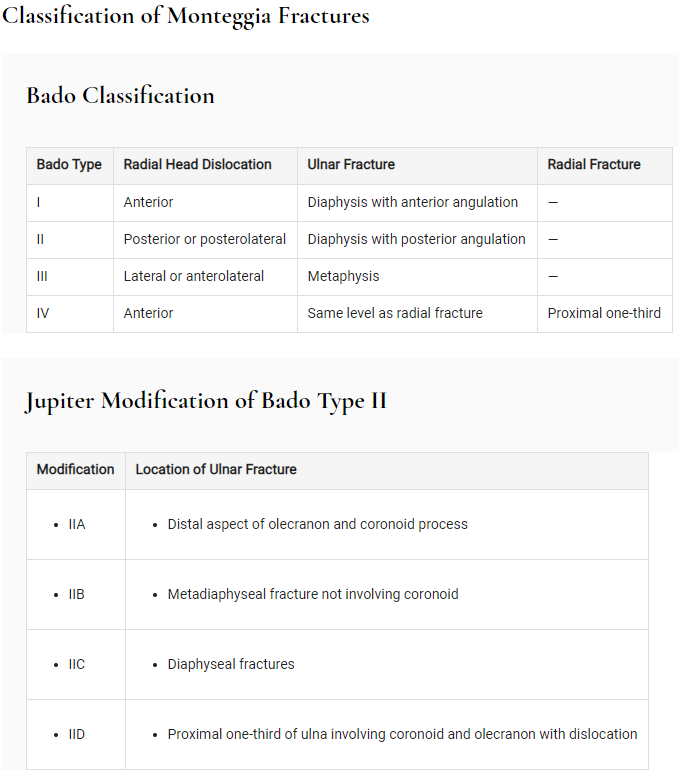 Classification of Monteggia Fractures
Bado Classification
Bado Type Radial Head Dislocation Ulnar Fracture Radial Fracture
I Anterior Diaphysis with anterior angulation —
II Posterior or posterolateral Diaphysis with posterior angulation —
III Lateral or anterolateral Metaphysis —
IV Anterior Same level as radial fracture Proximal one-third
Jupiter Modification of Bado Type II
Modification Location of Ulnar Fracture
• IIA • Distal aspect of olecranon and coronoid process
• IIB • Metadiaphyseal fracture not involving coronoid
• IIC • Diaphyseal fractures
• IID • Proximal one-third of ulna involving coronoid and olecranon with dislocation